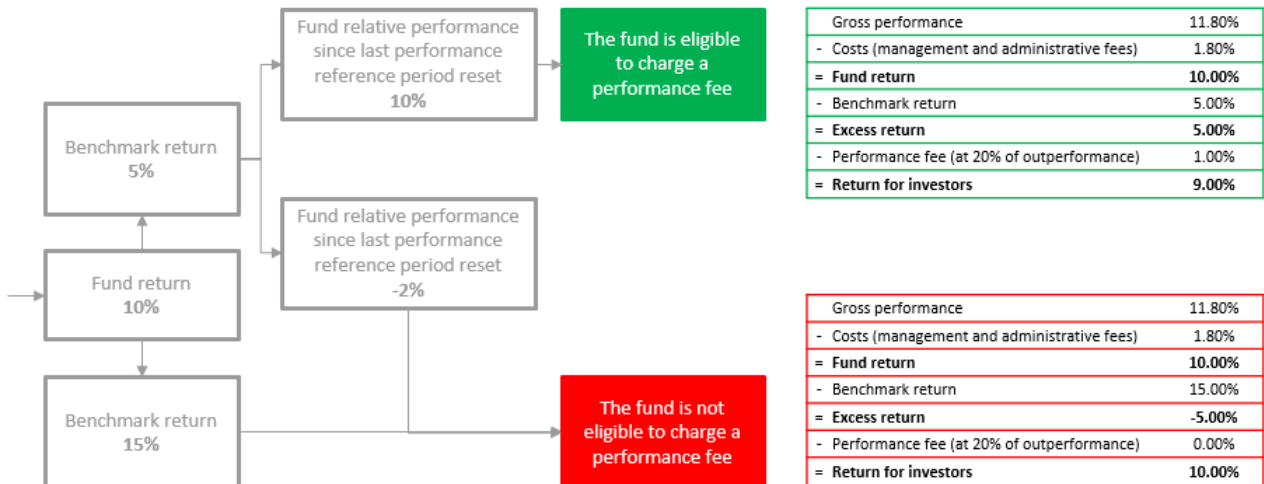 Fund relative performance
since last performance
reference period reset
10%
The fund is eligible
to charge a
performance fee
Benchmark return
5%
Fund relative performance
since last performance
reference period reset
-2%
Fund return
10%
Benchmark return
15%
The fund is not
eligible to charge a
performance fee
Gross performance 11.80%
- Costs (management and administrative fees) 1.80%
= Fund return 10.00%
- Benchmark return 5.00%
= Excess return 5.00%
- Performance fee (at 20% of outperformance) 1.00%
= Return for investors 9.00%
Gross performance 11.80%
- Costs (management and administrative fees) 1.80%
= Fund return 10.00%
- Benchmark return 15.00%
= Excess return -5.00%
- Performance fee (at 20% of outperformance) 0.00%
= Return for investors 10.00%